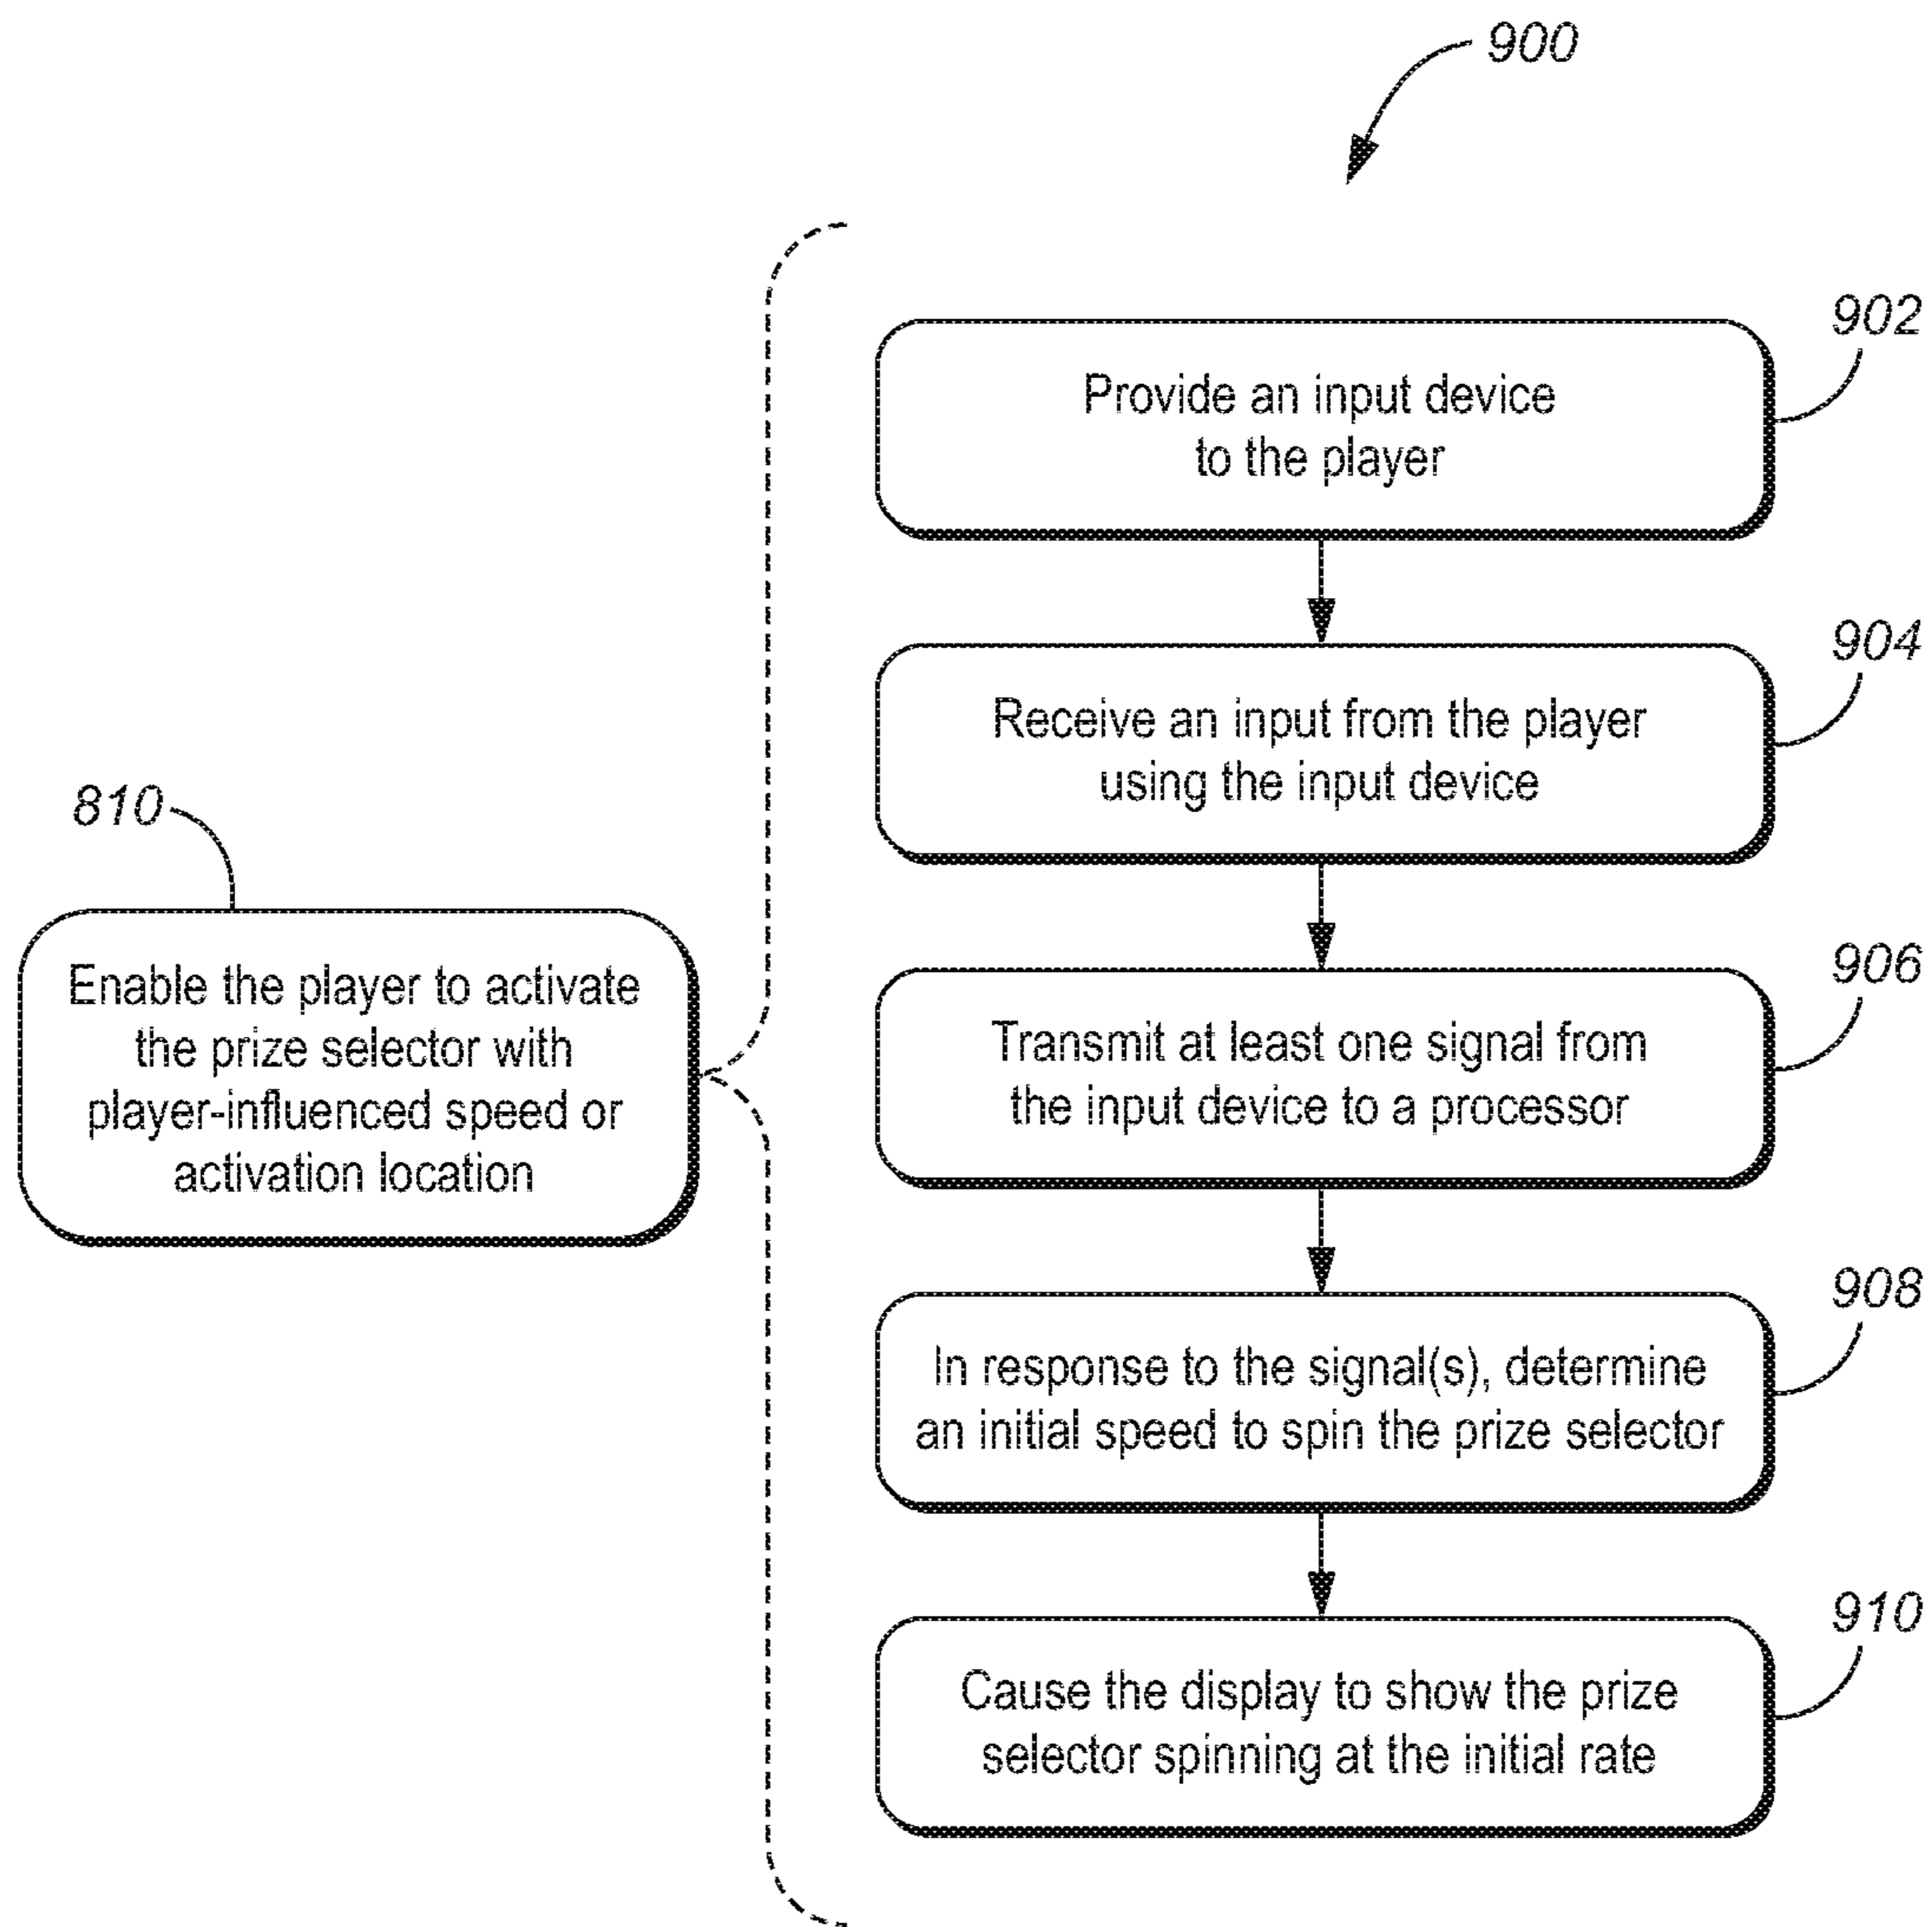 900
902
Provide an input device
to the player
904
Receive an input from the player
using the input device
810
Enable the player to activate
the prize selector with
player-influenced speed or
activation location
906
Transmit at least one signal from
the input device to a processor
908
In response to the signal(s), determine
an initial speed to spin the prize selector
910
Cause the display to show the prize
selector spinning at the initial rate